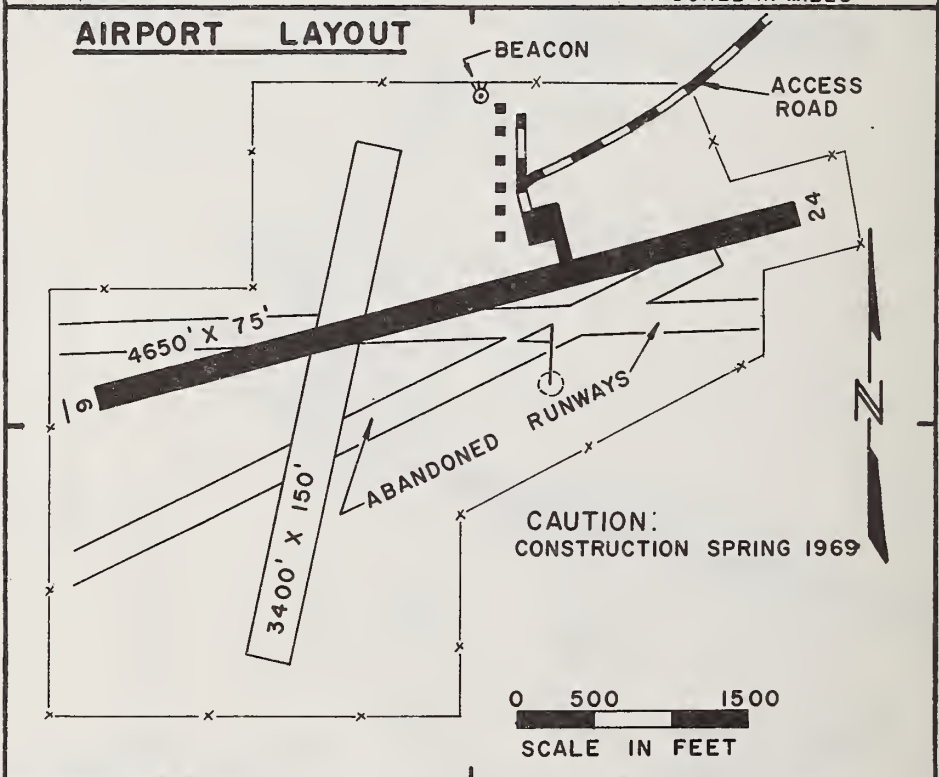 AIRPORT LAYOUT
BEACON
ACCESS
ROAD
24
4650' X 75'
6
ABANDONED RUNWAYS
3400' X 150'
N
CAUTION:
CONSTRUCTION SPRING 1969
0 500 1500
SCALE IN FEET